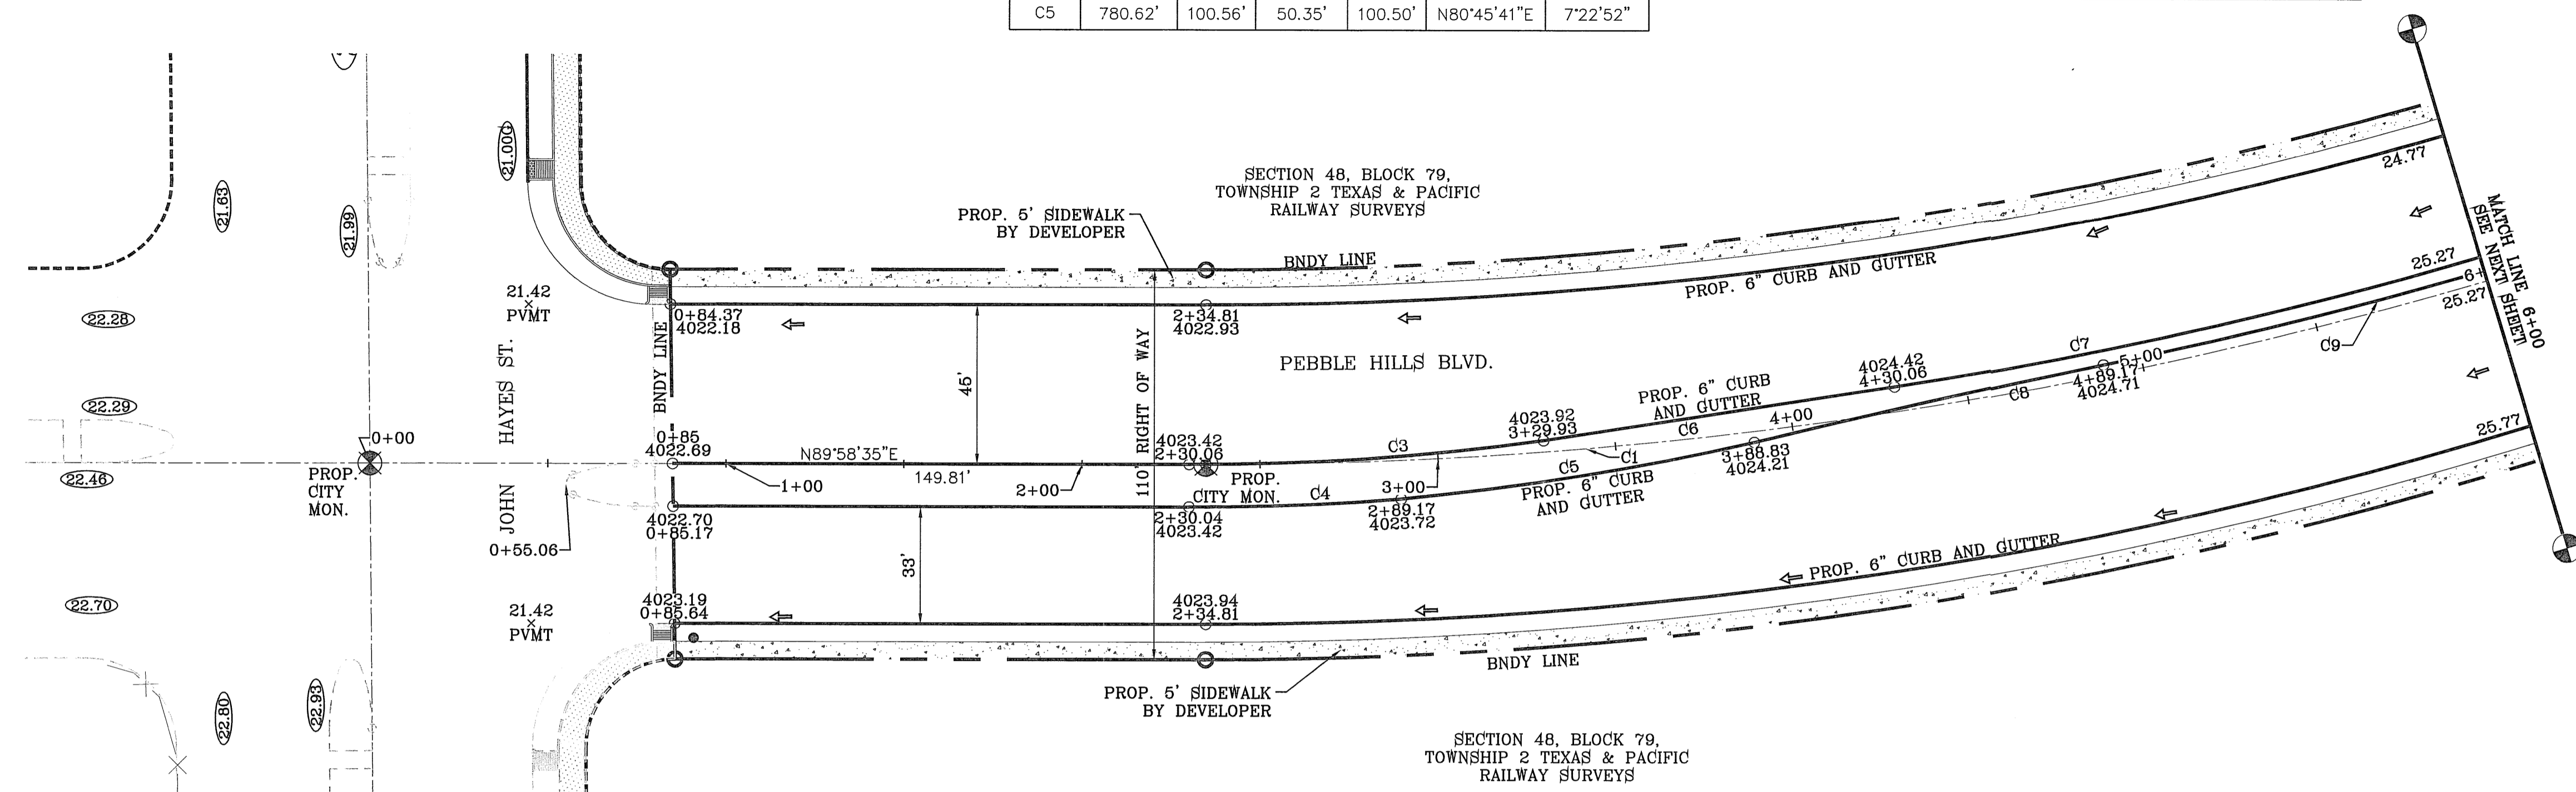 C5 780.62' 100.56' 50.35' 100.50' N80°45'41"E 7°22'52"
21.63
21.99
21.00
22.28
22.29
22.46
22.70
22.80
22.93
0+00
PROP.
CITY
MON.
JOHN HAYES ST.
21.42
PVMT
21.42
PVMT
0+55.06
BNDY LINE
0+84.37
4022.18
0+85
4022.69
4022.70
0+85.17
4023.19
0+85.64
N89°58'35"E
149.81'
1+00
2+00
45'
33'
110' RIGHT OF WAY
PROP. 5' SIDEWALK
BY DEVELOPER
SECTION 48, BLOCK 79,
TOWNSHIP 2 TEXAS & PACIFIC
RAILWAY SURVEYS
BNDY LINE
2+34.81
4022.93
PEBBLE HILLS BLVD.
4023.42
2+30.06
PROP.
CITY MON.
2+30.04
4023.42
4023.94
2+34.81
C3
C4
3+00
2+89.17
4023.72
4023.92
3+29.93
C1
C5
PROP. 6" CURB
AND GUTTER
PROP. 6" CURB
AND GUTTER
C6
4+00
3+88.83
4024.21
4024.42
4+30.06
C7
C8
5+00
4+89.17
4024.71
C9
PROP. 6" CURB AND GUTTER
PROP. 6" CURB AND GUTTER
24.77
25.27
6+
25.27
25.77
MATCH LINE 6+00
SEE NEXT SHEET
BNDY LINE
PROP. 5' SIDEWALK
BY DEVELOPER
SECTION 48, BLOCK 79,
TOWNSHIP 2 TEXAS & PACIFIC
RAILWAY SURVEYS